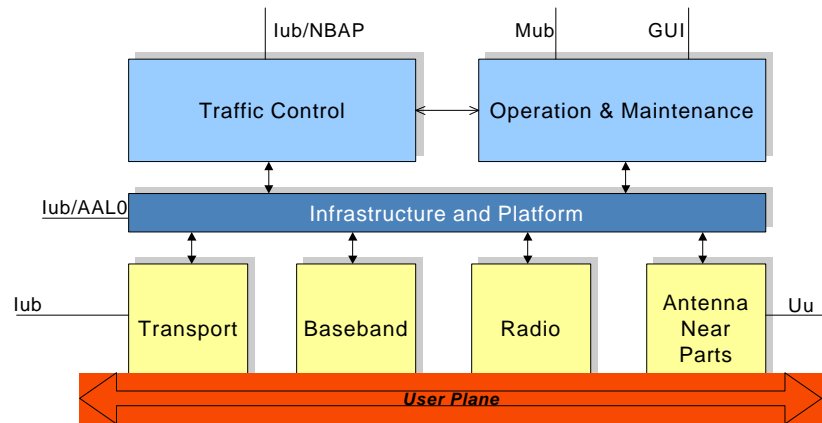 Iub/NBAP
Mub
GUI
Traffic Control
Operation & Maintenance
Iub/AAL0
Infrastructure and Platform
Iub
Transport
Baseband
Radio
Antenna
Near
Parts
Uu
User Plane